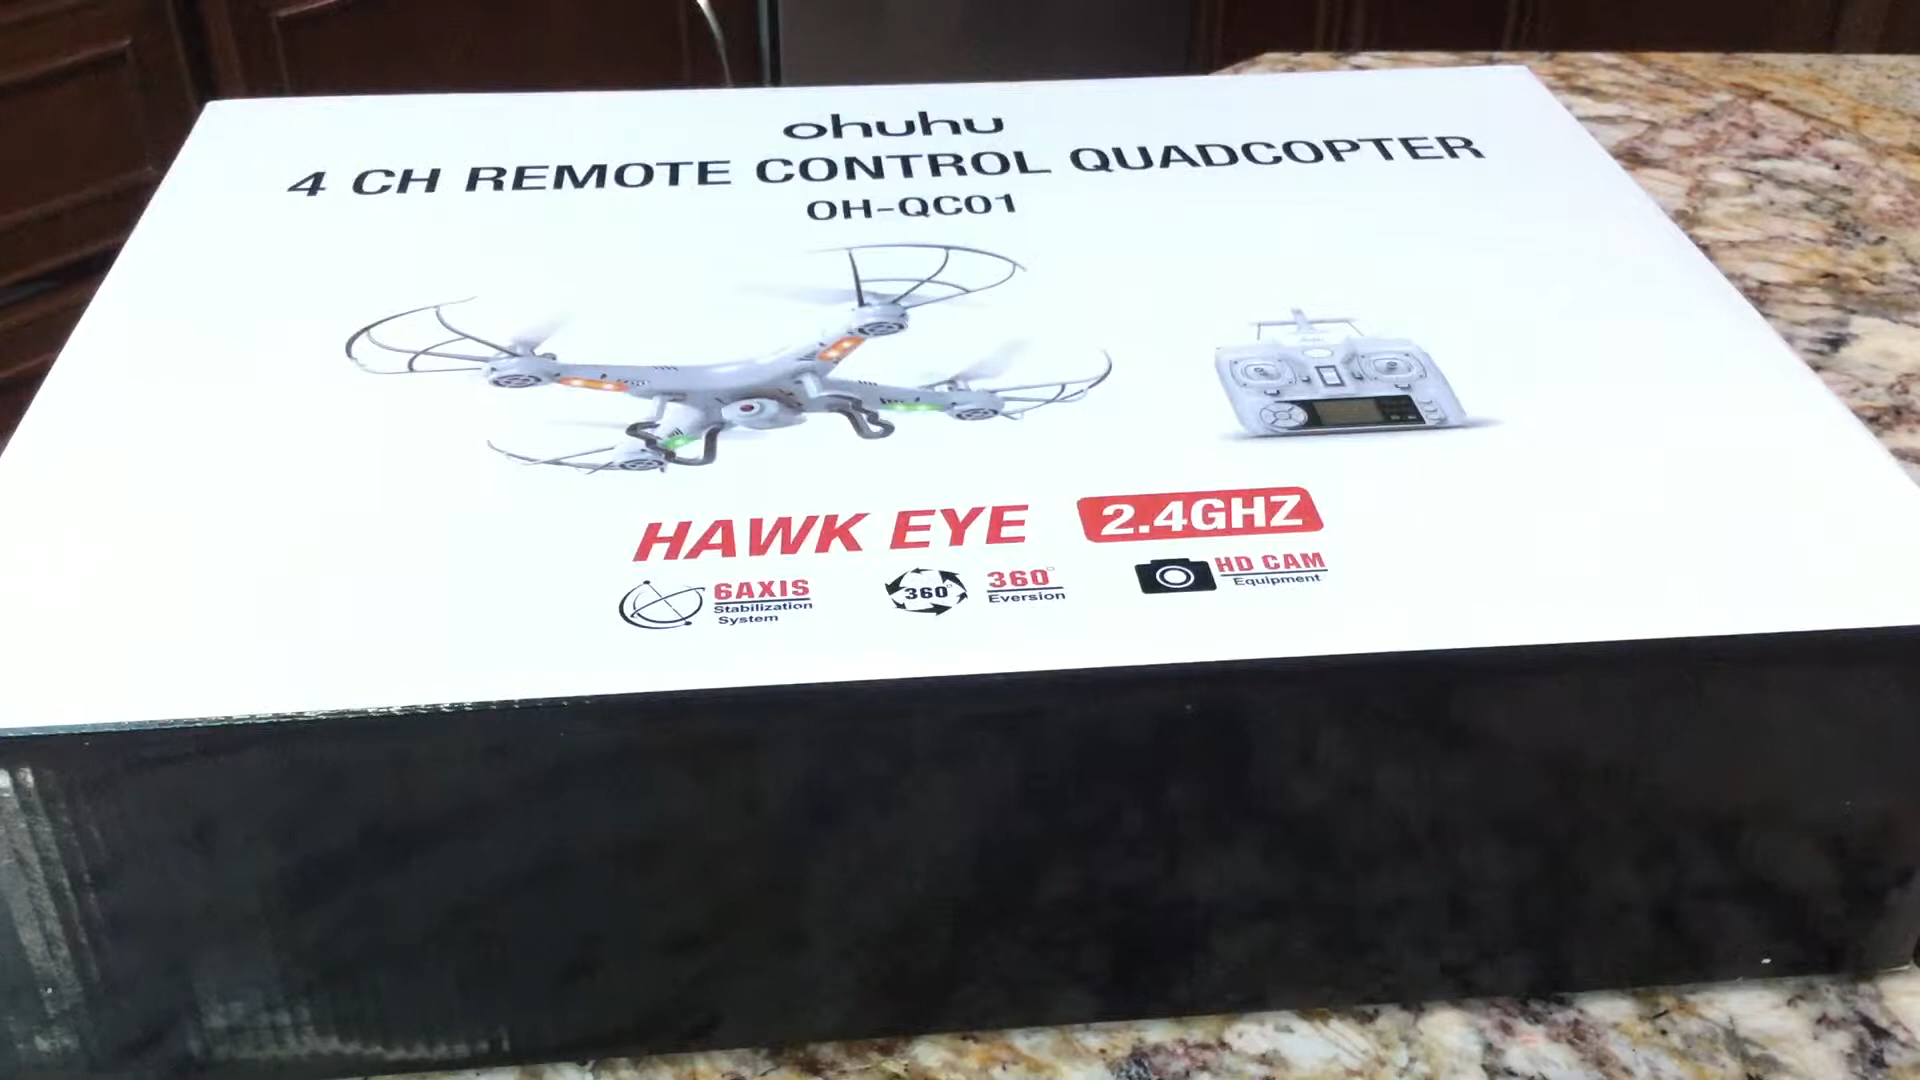 ohuhu
4 CH REMOTE CONTROL QUADCOPTER
OH-QC01
HAWK EYE 2.4GHZ
6AXIS
Stabilization
System
360°
360°
Eversion
HD CAM
Equipment